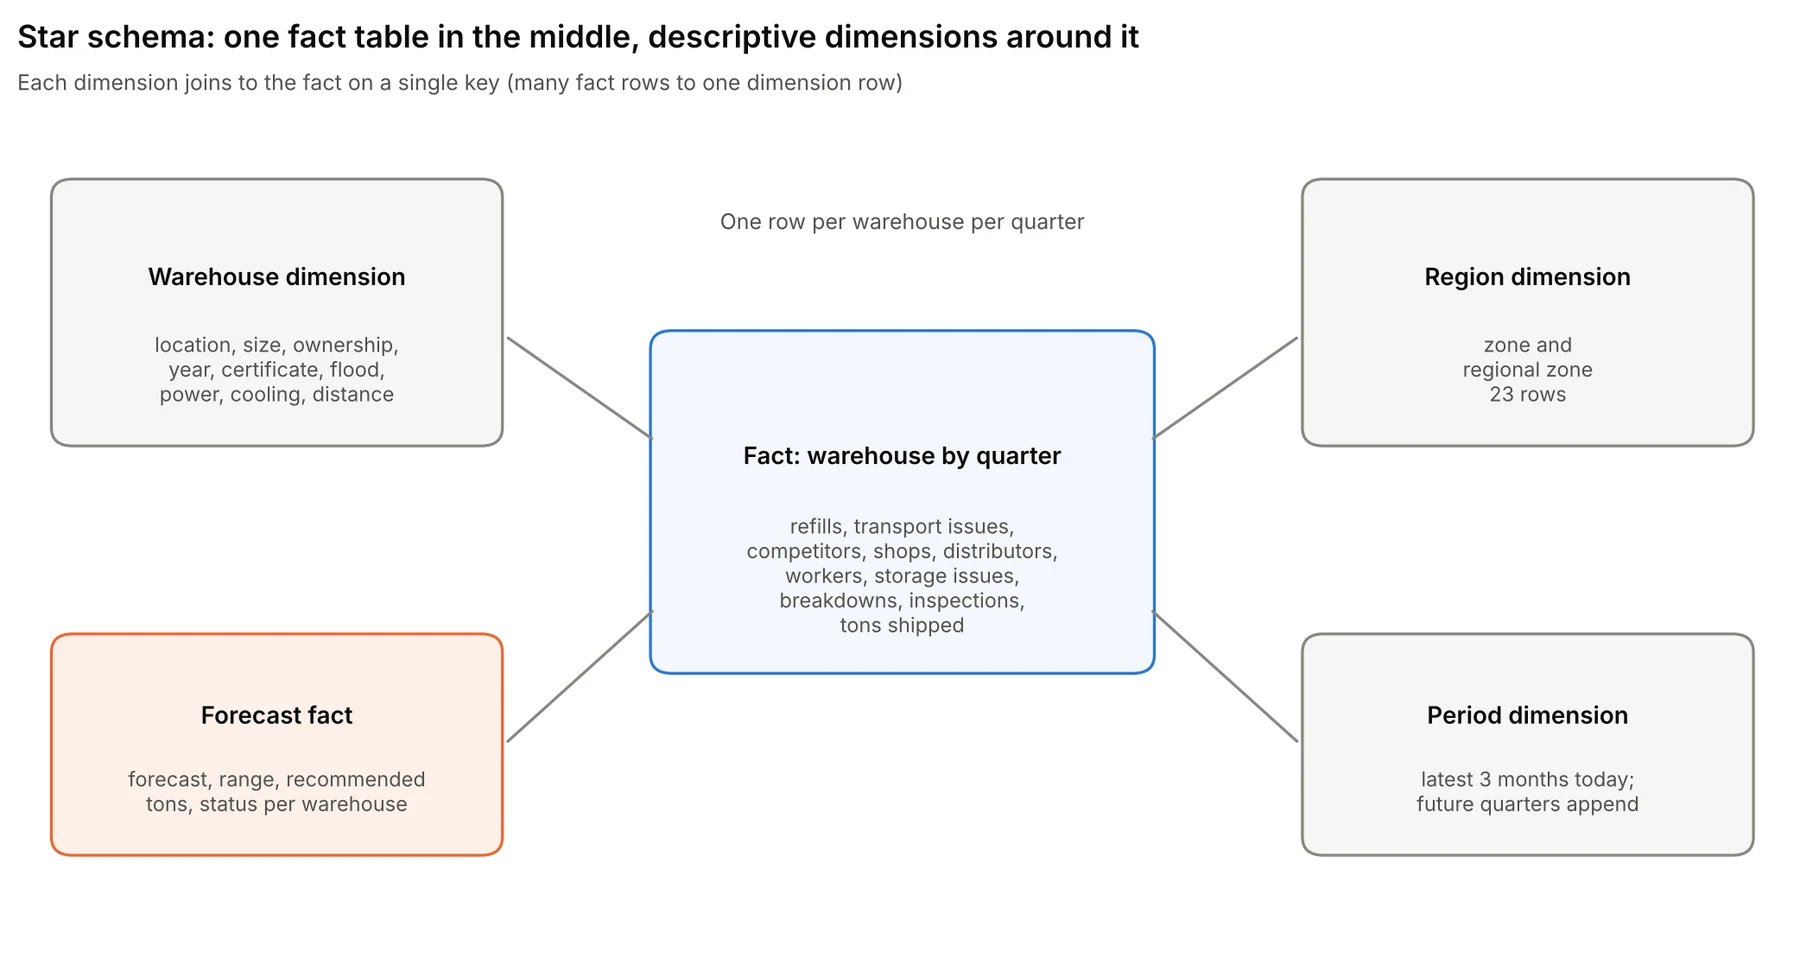 Star schema: one fact table in the middle, descriptive dimensions around it
Each dimension joins to the fact on a single key (many fact rows to one dimension row)
One row per warehouse per quarter
Warehouse dimension
location, size, ownership,
year, certificate, flood,
power, cooling, distance
Region dimension
zone and
regional zone
23 rows
Fact: warehouse by quarter
refills, transport issues,
competitors, shops, distributors,
workers, storage issues,
breakdowns, inspections,
tons shipped
Forecast fact
forecast, range, recommended
tons, status per warehouse
Period dimension
latest 3 months today;
future quarters append